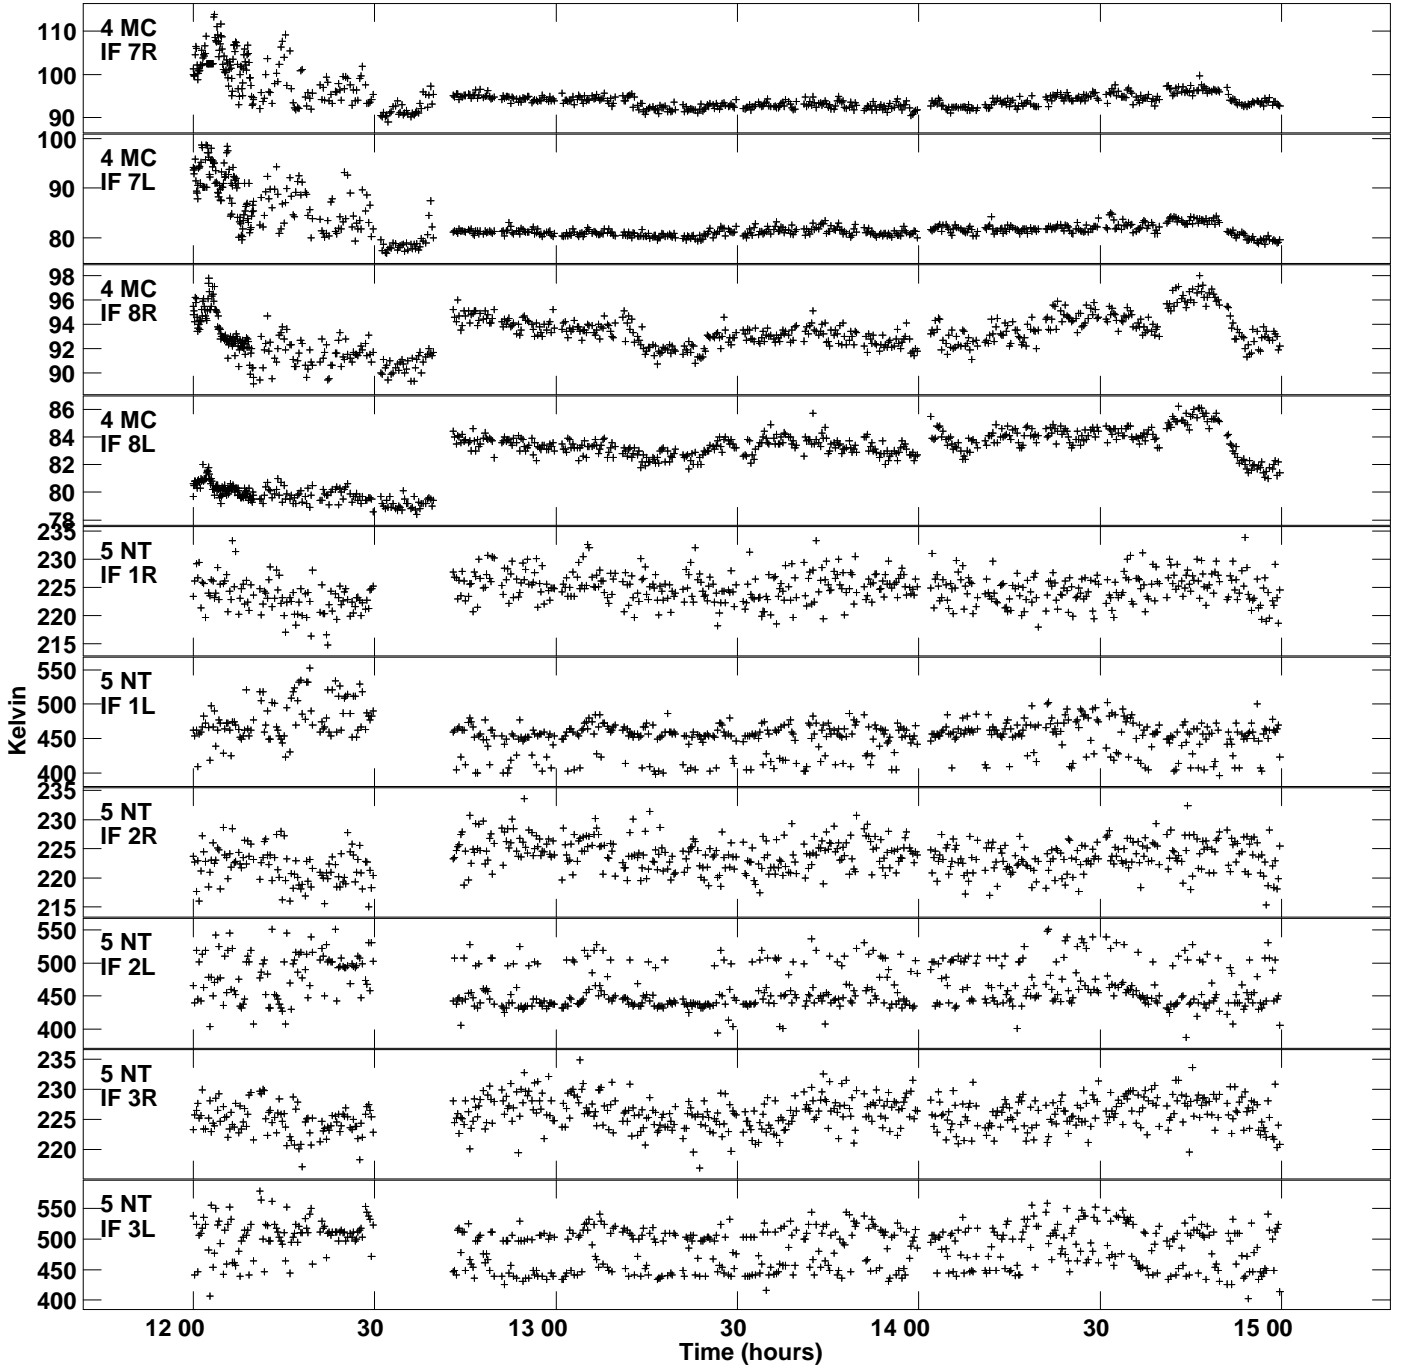 4 MC
IF 7R
110
100
90
4 MC
IF 7L
100
90
80
4 MC
IF 8R
98
96
94
92
90
4 MC
IF 8L
86
84
82
80
78
5 NT
IF 1R
235
230
225
220
215
5 NT
IF 1L
550
500
450
400
5 NT
IF 2R
235
230
225
220
215
5 NT
IF 2L
550
500
450
400
5 NT
IF 3R
235
230
225
220
5 NT
IF 3L
550
500
450
400
Kelvin
12 00 30 13 00 30 14 00 30 15 00
Time (hours)